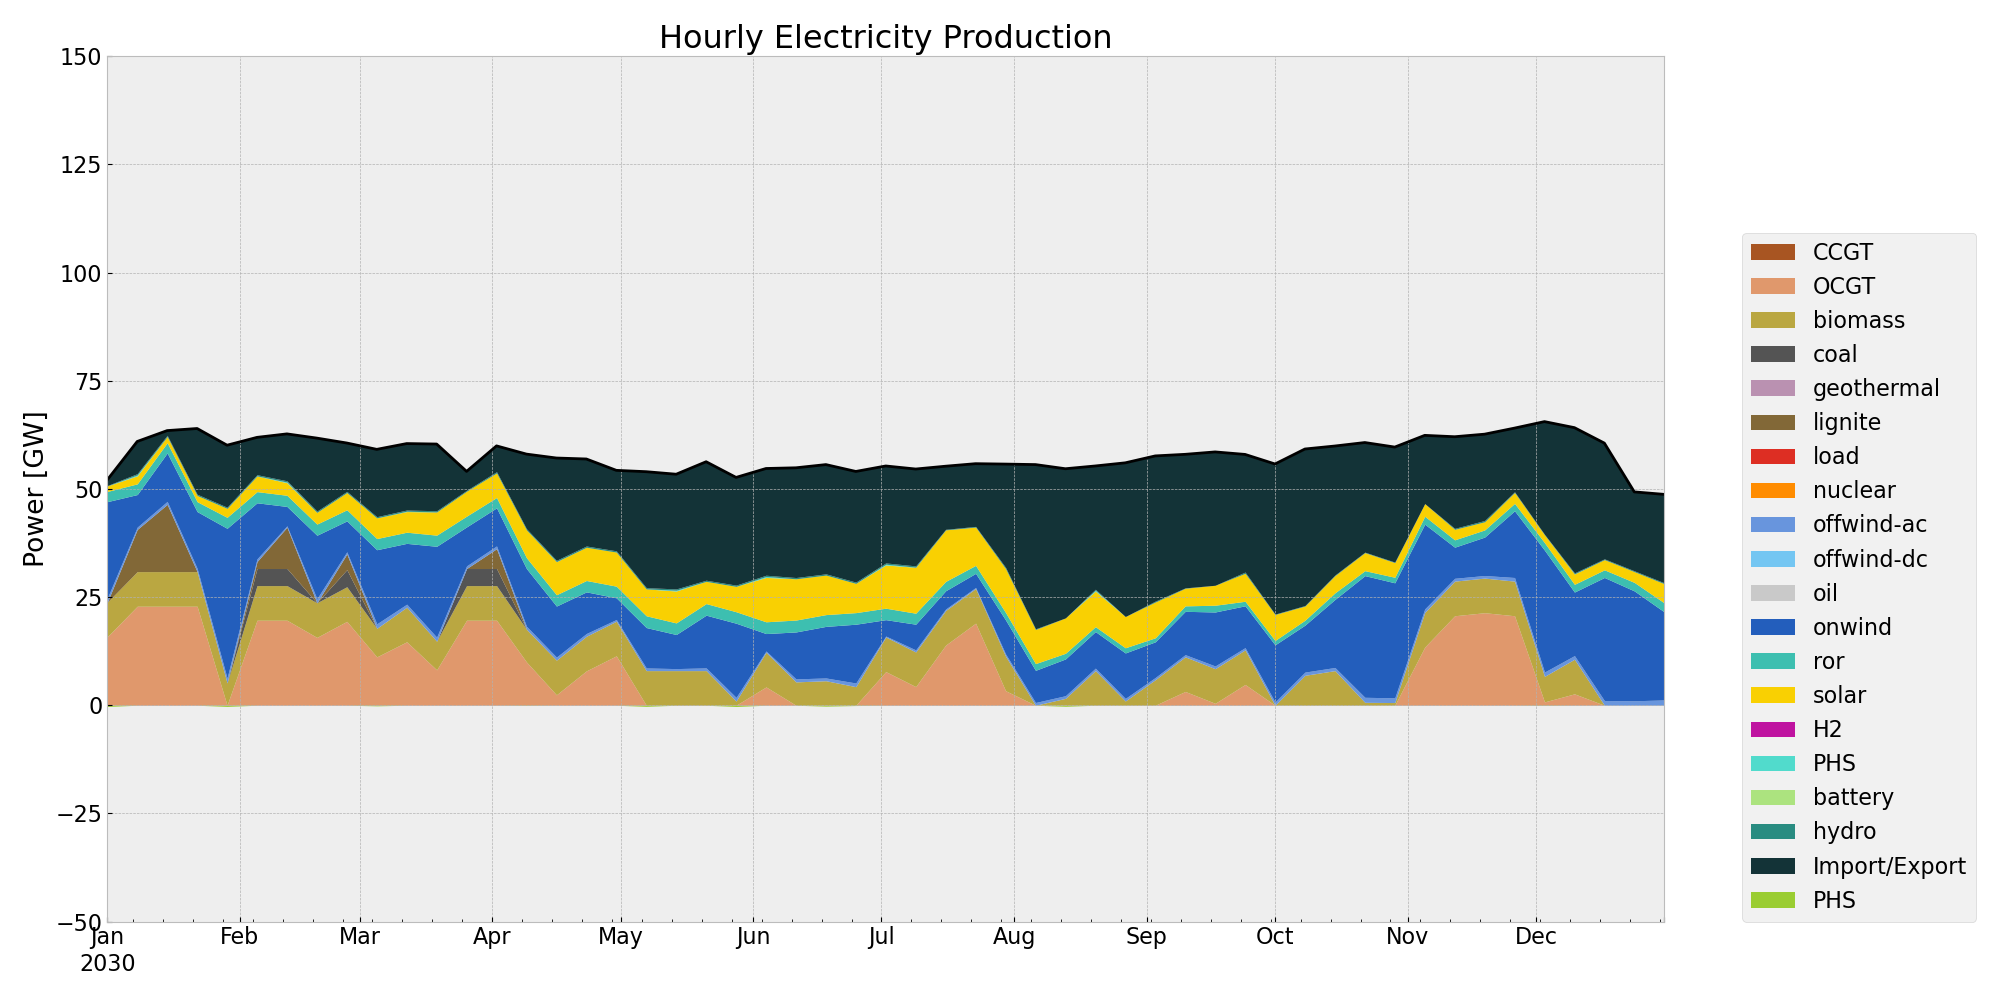 Hourly Electricity Production
Power [GW]
150
125
100
75
50
25
0
−25
−50
Jan Feb Mar Apr May Jun Jul Aug Sep Oct Nov Dec
2030
CCGT
OCGT
biomass
coal
geothermal
lignite
load
nuclear
offwind-ac
offwind-dc
oil
onwind
ror
solar
H2
PHS
battery
hydro
Import/Export
PHS